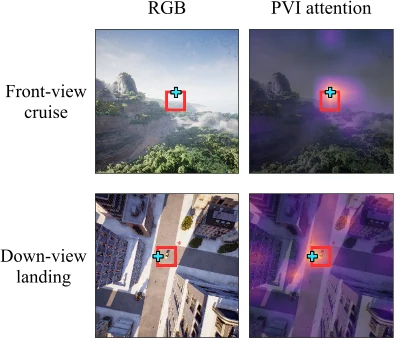 RGB
PVI attention
Front-view
cruise
Down-view
landing